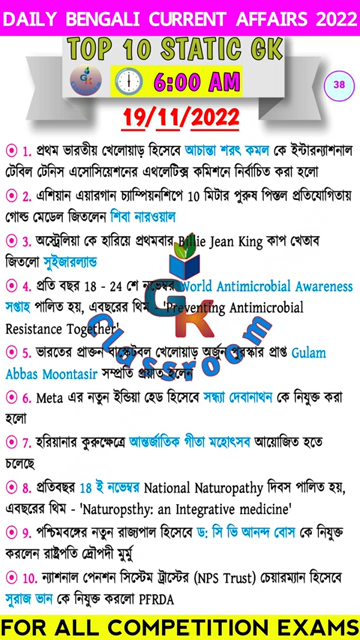 DAILY BENGALI CURRENT AFFAIRS 2022
TOP 10 STATIC GK
6:00 AM
38
19/11/2022
1. প্রথম ভারতীয় খেলোয়াড় হিসেবে আচান্তা শরৎ কমল কে ইন্টারন্যাশনাল
টেবিল টেনিস এসোসিয়েশনের এথলেটিক্স কমিশনে নির্বাচিত করা হলো
2. এশিয়ান এয়ারগান চ্যাম্পিয়নশিপে 10 মিটার পুরুষ পিস্তল প্রতিযোগিতায়
গোল্ড মেডেল জিতলেন শিবা নারওয়াল
3. অস্ট্রেলিয়া কে হারিয়ে প্রথমবার Billie Jean King কাপ খেতাব
জিতলো সুইজারল্যান্ড
4. প্রতি বছর 18 - 24 শে নভেম্বর World Antimicrobial Awareness
সপ্তাহ পালিত হয়, এবছরের থিম - 'Preventing Antimicrobial
Resistance Together'
5. ভারতের প্রাক্তন বাস্কেটবল খেলোয়াড় অর্জুন পুরস্কার প্রাপ্ত Gulam
Abbas Moontasir সম্প্রতি প্রয়াত হলেন
6. Meta এর নতুন ইন্ডিয়া হেড হিসেবে সন্ধ্যা দেবানাথন কে নিযুক্ত করা
হলো
7. হরিয়ানার কুরুক্ষেত্রে আন্তর্জাতিক গীতা মহোৎসব আয়োজিত হতে
চলেছে
8. প্রতিবছর 18 ই নভেম্বর National Naturopathy দিবস পালিত হয়,
এবছরের থিম - 'Naturopsthy: an Integrative medicine'
9. পশ্চিমবঙ্গের নতুন রাজ্যপাল হিসেবে ড: সি ভি আনন্দ বোস কে নিযুক্ত
করলেন রাষ্ট্রপতি দ্রৌপদী মুর্মু
10. ন্যাশনাল পেনশন সিস্টেম ট্রাস্টের (NPS Trust) চেয়ারম্যান হিসেবে
সুরাজ ভান কে নিযুক্ত করলো PFRDA
GK Classroom
FOR ALL COMPETITION EXAMS